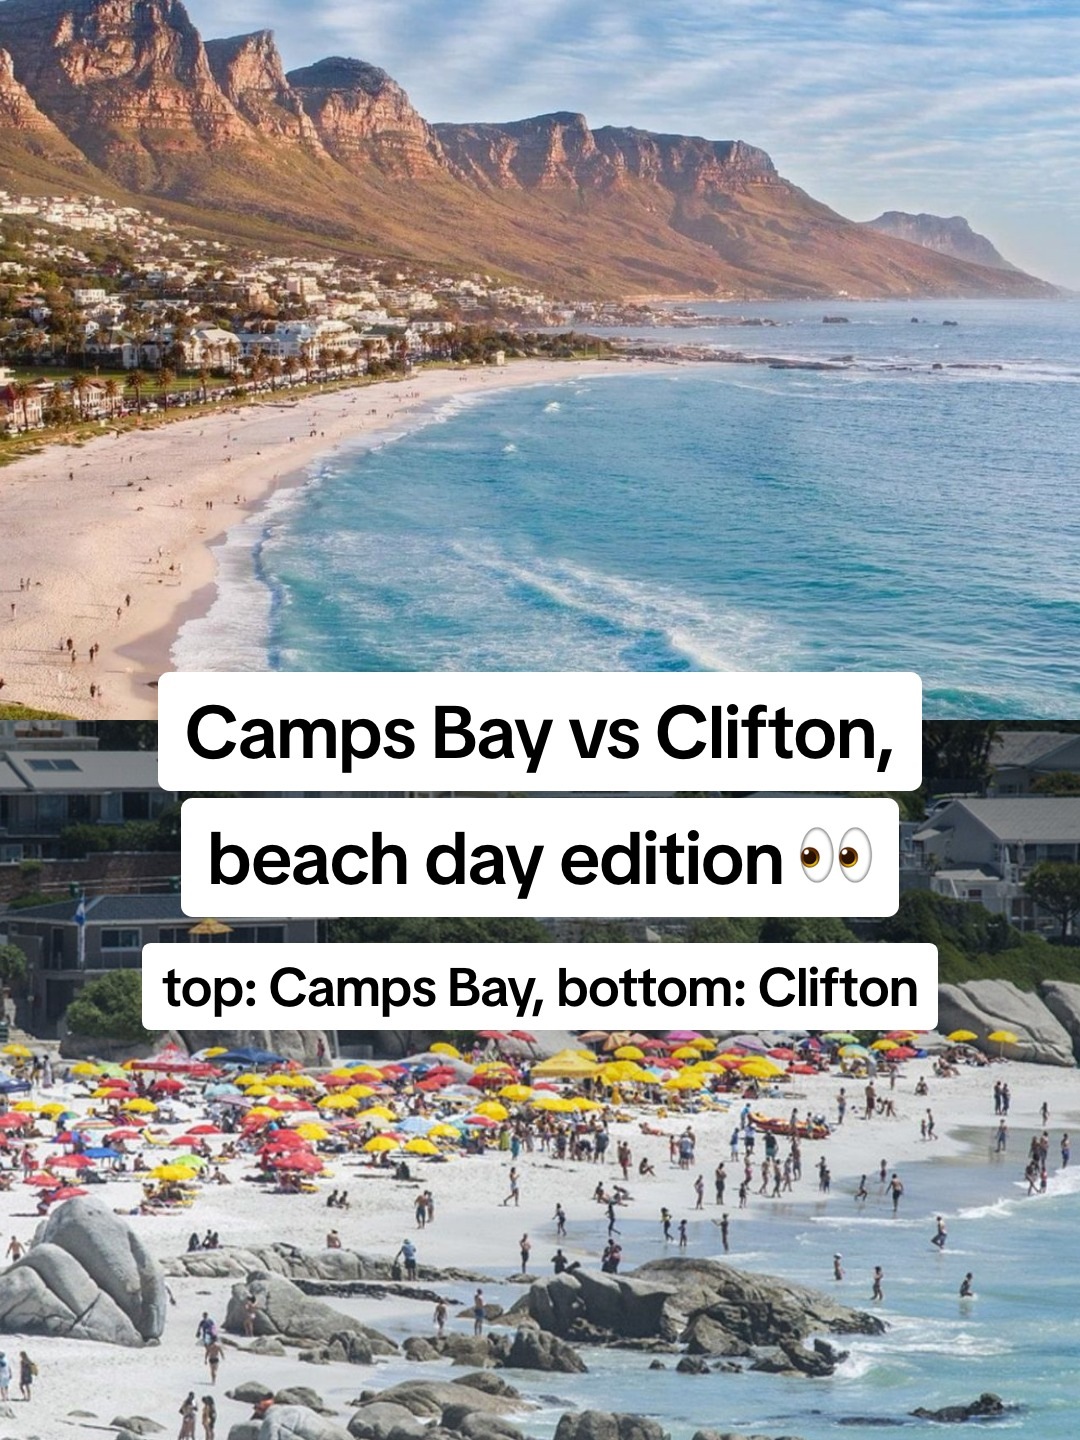 Camps Bay vs Clifton,
beach day edition 👀
top: Camps Bay, bottom: Clifton